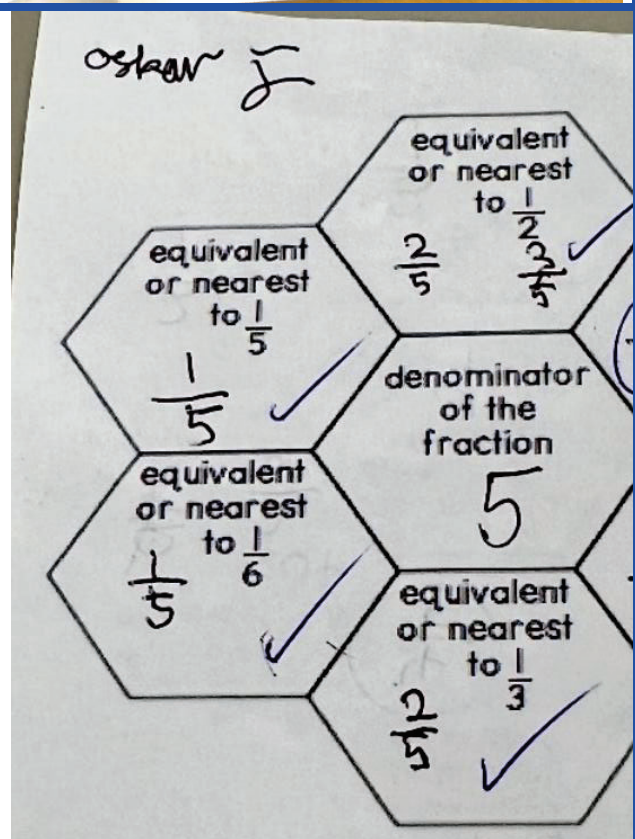 oskar J
equivalent
or nearest
to 1/2
2/5 3/5
equivalent
or nearest
to 1/5
1/5
denominator
of the
fraction
5
equivalent
or nearest
to 1/6
1/5
equivalent
or nearest
to 1/3
2/5